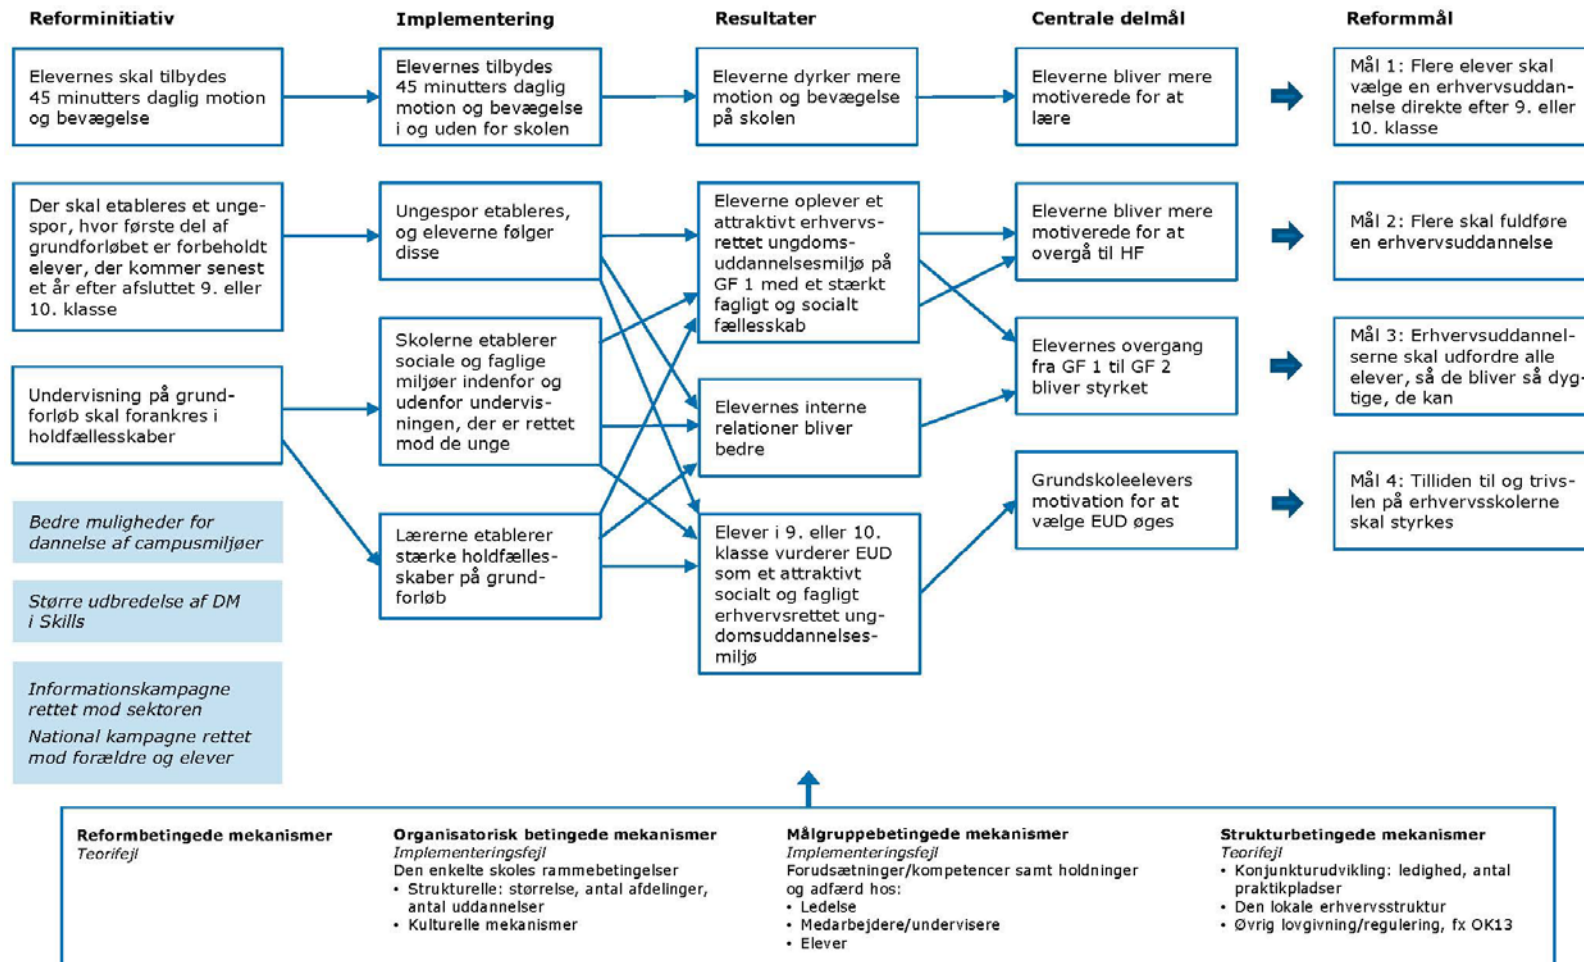 Reforminitiativ
Implementering
Resultater
Centrale delmål
Reformmål
Elevernes skal tilbydes
45 minutters daglig motion
og bevægelse
Elevernes tilbydes
45 minutters daglig
motion og bevægelse
i og uden for skolen
Eleverne dyrker mere
motion og bevægelse
på skolen
Eleverne bliver mere
motiverede for at
lære
Mål 1: Flere elever skal
vælge en erhvervsuddan-
nelse direkte efter 9. eller
10. klasse
Der skal etableres et unge-
spor, hvor første del af
grundforløbet er forbeholdt
elever, der kommer senest
et år efter afsluttet 9. eller
10. klasse
Ungespor etableres,
og eleverne følger
disse
Eleverne oplever et
attraktivt erhvervs-
rettet ungdoms-
uddannelsesmiljø på
GF 1 med et stærkt
fagligt og socialt
fællesskab
Eleverne bliver mere
motiverede for at
overgå til HF
Mål 2: Flere skal fuldføre
en erhvervsuddannelse
Undervisning på grund-
forløb skal forankres i
holdfællesskaber
Skolerne etablerer
sociale og faglige
miljøer indenfor og
udenfor undervis-
ningen, der er rettet
mod de unge
Elevernes interne
relationer bliver
bedre
Elevernes overgang
fra GF 1 til GF 2
bliver styrket
Mål 3: Erhvervsuddannel-
serne skal udfordre alle
elever, så de bliver så dyg-
tige, de kan
Lærerne etablerer
stærke holdfælles-
skaber på grund-
forløb
Elever i 9. eller 10.
klasse vurderer EUD
som et attraktivt
socialt og fagligt
erhvervsrettet ung-
domsuddannelses-
miljø
Grundskoleelevers
motivation for at
vælge EUD øges
Mål 4: Tilliden til og trivs-
len på erhvervsskolerne
skal styrkes
Bedre muligheder for
dannelse af campusmiljøer
Større udbredelse af DM
i Skills
Informationskampagne
rettet mod sektoren
National kampagne rettet
mod forældre og elever
Reformbetingede mekanismer
Teorifejl
Organisatorisk betingede mekanismer
Implementeringsfejl
Den enkelte skoles rammebetingelser
• Strukturelle: størrelse, antal afdelinger,
antal uddannelser
• Kulturelle mekanismer
Målgruppebetingede mekanismer
Implementeringsfejl
Forudsætninger/kompetencer samt holdninger
og adfærd hos:
• Ledelse
• Medarbejdere/undervisere
• Elever
Strukturbetingede mekanismer
Teorifejl
• Konjunkturudvikling: ledighed, antal
praktikpladser
• Den lokale erhvervsstruktur
• Øvrig lovgivning/regulering, fx OK13